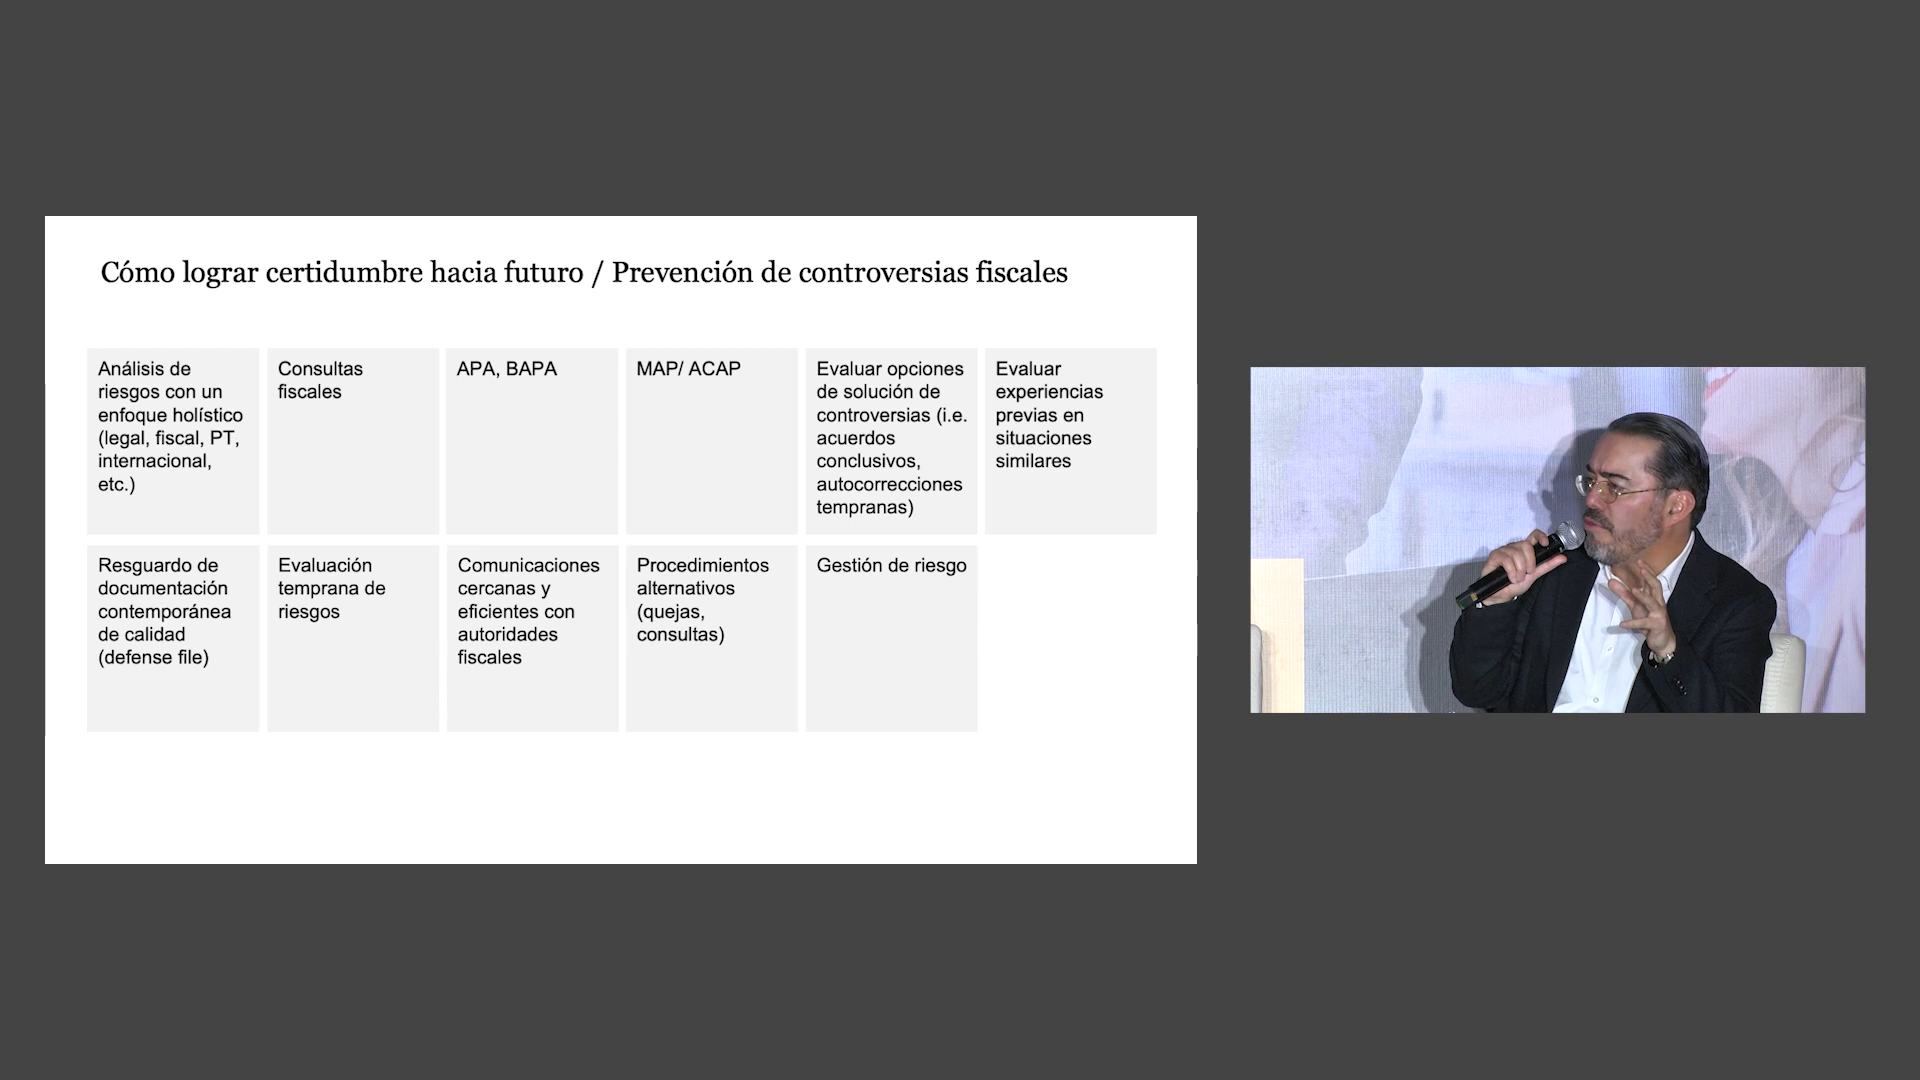 Cómo lograr certidumbre hacia futuro / Prevención de controversias fiscales
Análisis de
riesgos con un
enfoque holístico
(legal, fiscal, PT,
internacional,
etc.)
Consultas
fiscales
APA, BAPA
MAP/ ACAP
Evaluar opciones
de solución de
controversias (i.e.
acuerdos
conclusivos,
autocorrecciones
tempranas)
Evaluar
experiencias
previas en
situaciones
similares
Resguardo de
documentación
contemporánea
de calidad
(defense file)
Evaluación
temprana de
riesgos
Comunicaciones
cercanas y
eficientes con
autoridades
fiscales
Procedimientos
alternativos
(quejas,
consultas)
Gestión de riesgo